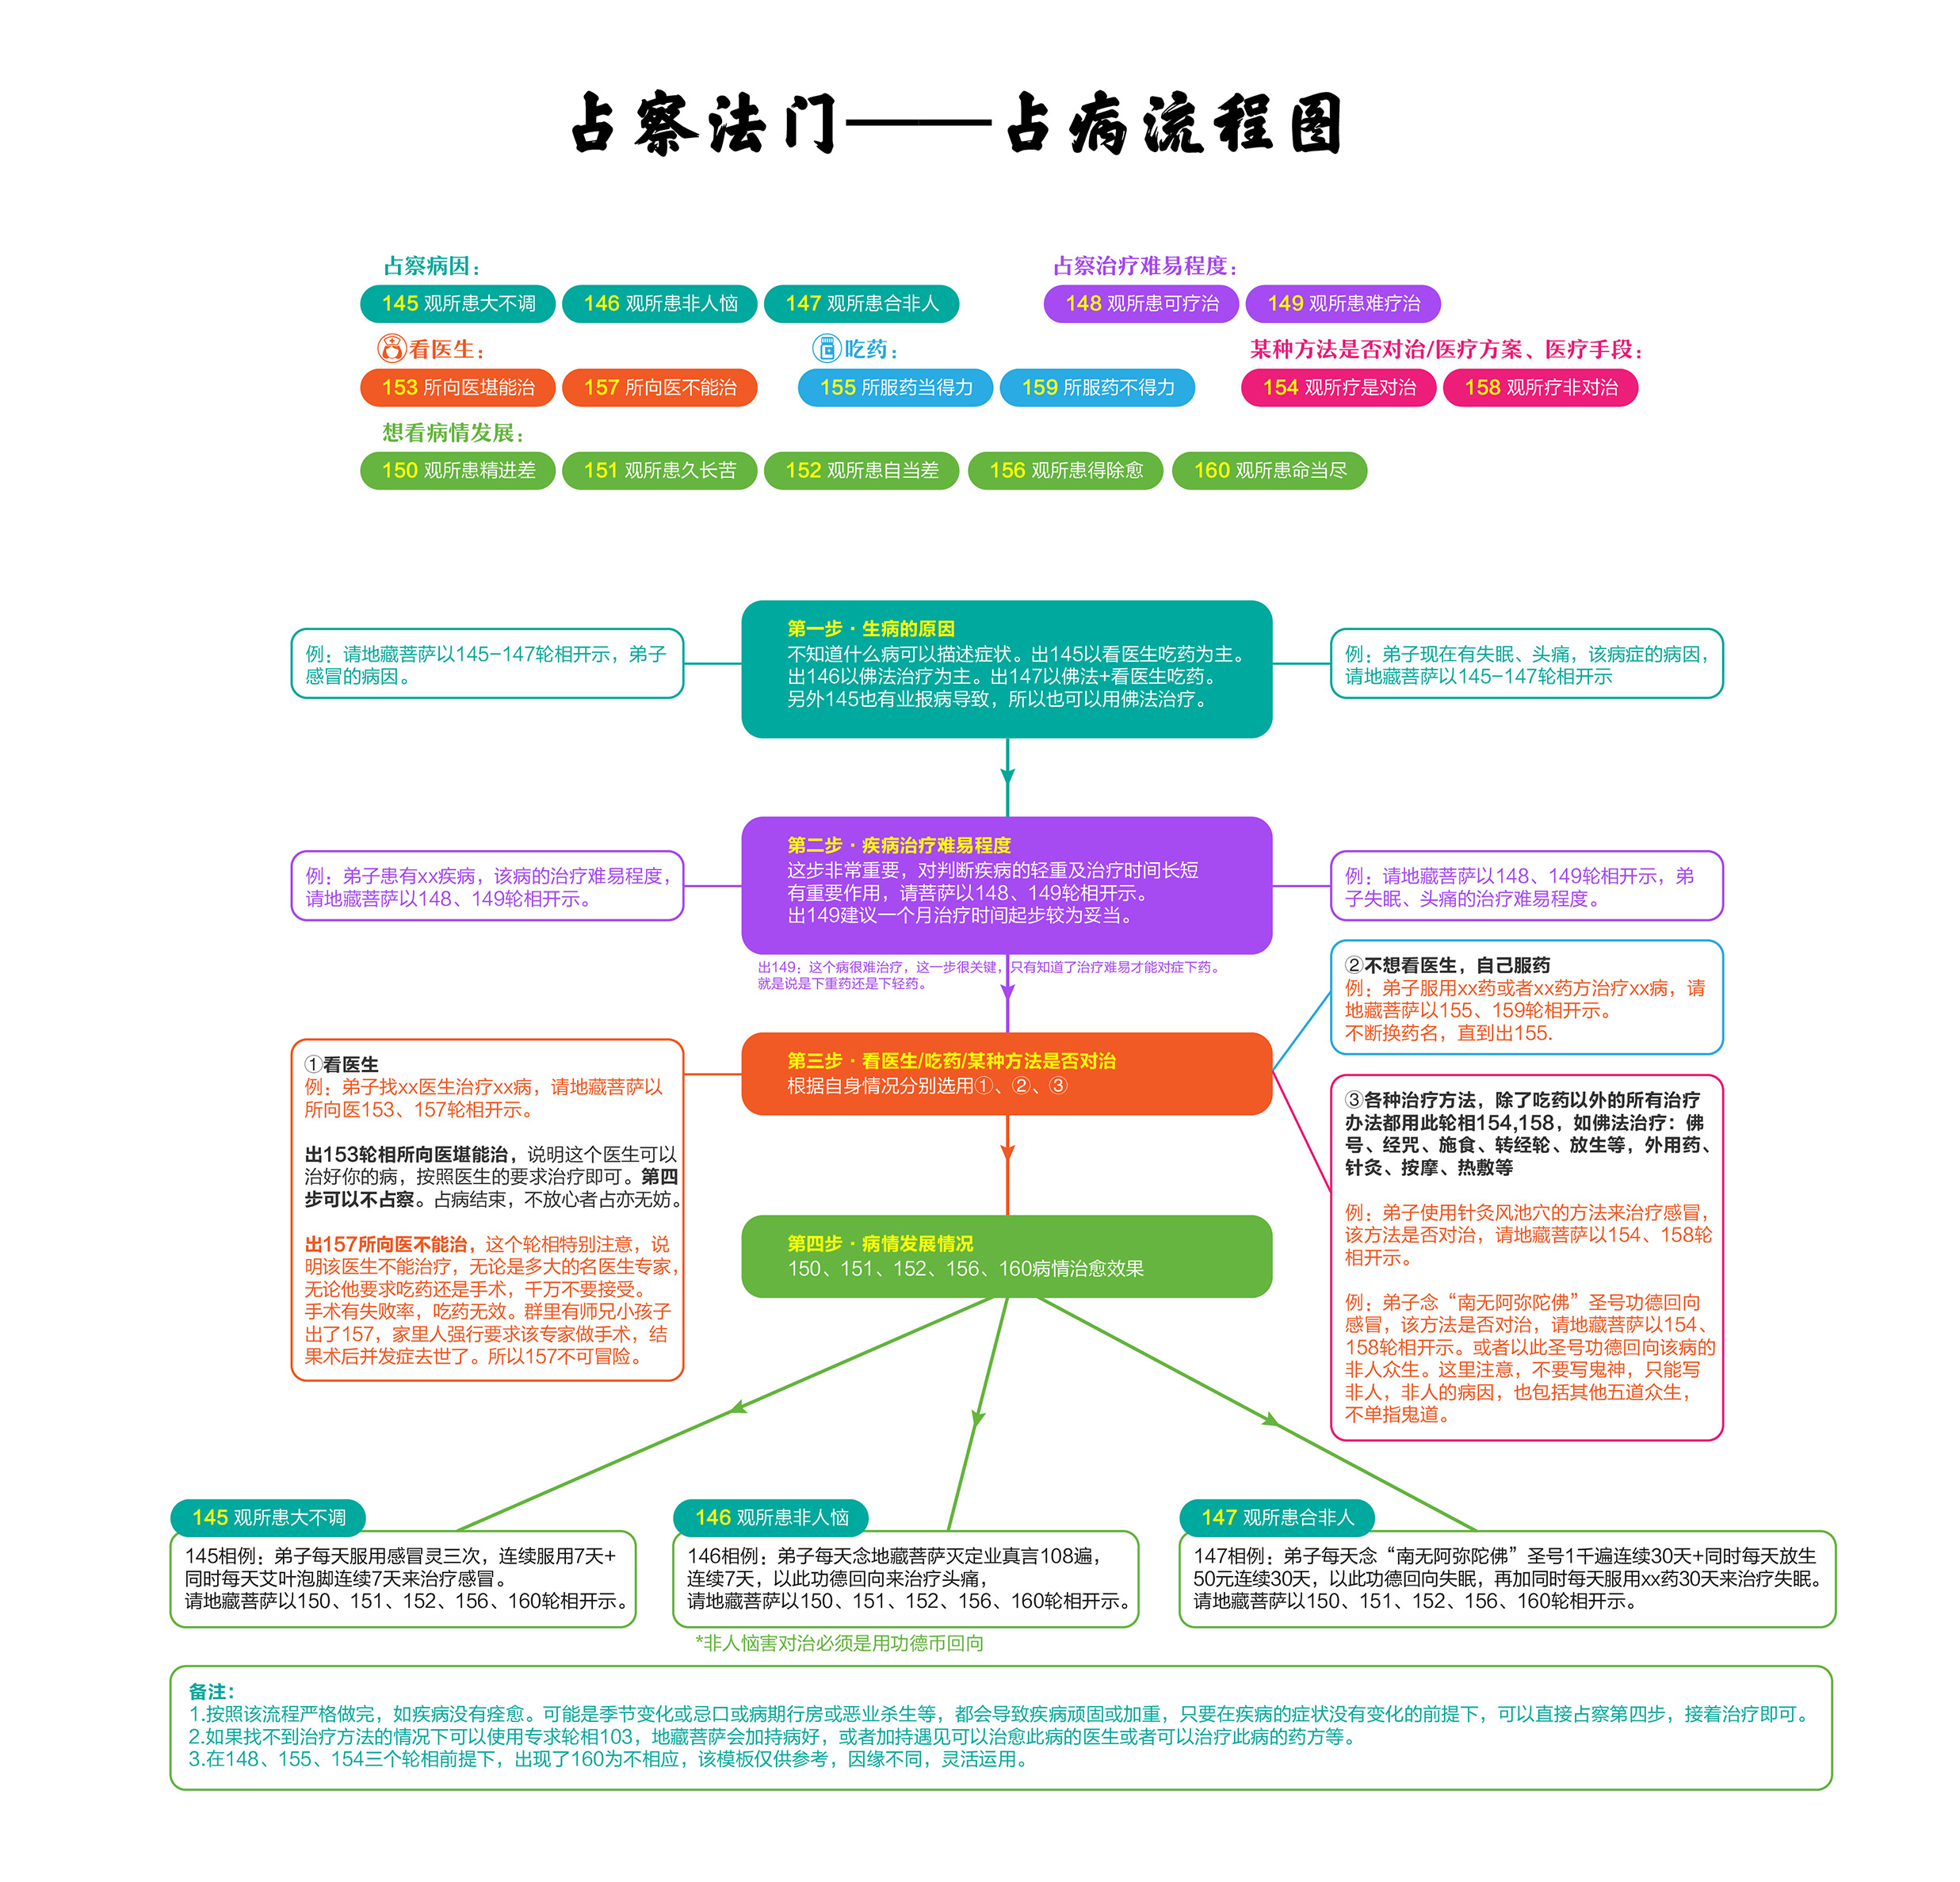 占察法门——占病流程图
占察病因：
145 观所患大不调
146 观所患非人恼
147 观所患合非人
占察治疗难易程度：
148 观所患可疗治
149 观所患难疗治
看医生：
153 所向医堪能治
157 所向医不能治
吃药：
155 所服药当得力
159 所服药不得力
某种方法是否对治/医疗方案、医疗手段：
154 观所疗是对治
158 观所疗非对治
想看病情发展：
150 观所患精进差
151 观所患久长苦
152 观所患自当差
156 观所患得除愈
160 观所患命当尽
第一步·生病的原因
不知道什么病可以描述症状。出145以看医生吃药为主。
出146以佛法治疗为主。出147以佛法+看医生吃药。
另外145也有业报病导致，所以也可以用佛法治疗。
例：请地藏菩萨以145-147轮相开示，弟子
感冒的病因。
例：弟子现在有失眠、头痛，该病症的病因，
请地藏菩萨以145-147轮相开示
第二步·疾病治疗难易程度
这步非常重要，对判断疾病的轻重及治疗时间长短
有重要作用，请菩萨以148、149轮相开示。
出149建议一个月治疗时间起步较为妥当。
例：弟子患有xx疾病，该病的治疗难易程度，
请地藏菩萨以148、149轮相开示。
例：请地藏菩萨以148、149轮相开示，弟
子失眠、头痛的治疗难易程度。
出149：这个病很难治疗，这一步很关键，只有知道了治疗难易才能对症下药。
就是说是下重药还是下轻药。
第三步·看医生/吃药/某种方法是否对治
根据自身情况分别选用①、②、③
①看医生
例：弟子找xx医生治疗xx病，请地藏菩萨以
所向医153、157轮相开示。
出153轮相所向医堪能治，说明这个医生可以
治好你的病，按照医生的要求治疗即可。第四
步可以不占察。占病结束，不放心者占亦无妨。
出157所向医不能治，这个轮相特别注意，说
明该医生不能治疗，无论是多大的名医生专家，
无论他要求吃药还是手术，千万不要接受。
手术有失败率，吃药无效。群里有师兄小孩子
出了157，家里人强行要求该专家做手术，结
果术后并发症去世了。所以157不可冒险。
②不想看医生，自己服药
例：弟子服用xx药或者xx药方治疗xx病，请
地藏菩萨以155、159轮相开示。
不断换药名，直到出155.
③各种治疗方法，除了吃药以外的所有治疗
办法都用此轮相154,158，如佛法治疗：佛
号、经咒、施食、转经轮、放生等，外用药、
针灸、按摩、热敷等
例：弟子使用针灸风池穴的方法来治疗感冒，
该方法是否对治，请地藏菩萨以154、158轮
相开示。
例：弟子念“南无阿弥陀佛”圣号功德回向
感冒，该方法是否对治，请地藏菩萨以154、
158轮相开示。或者以此圣号功德回向该病的
非人众生。这里注意，不要写鬼神，只能写
非人，非人的病因，也包括其他五道众生，
不单指鬼道。
第四步·病情发展情况
150、151、152、156、160病情治愈效果
145 观所患大不调
145相例：弟子每天服用感冒灵三次，连续服用7天+
同时每天艾叶泡脚连续7天来治疗感冒。
请地藏菩萨以150、151、152、156、160轮相开示。
146 观所患非人恼
146相例：弟子每天念地藏菩萨灭定业真言108遍，
连续7天，以此功德回向来治疗头痛，
请地藏菩萨以150、151、152、156、160轮相开示。
*非人恼害对治必须是用功德币回向
147 观所患合非人
147相例：弟子每天念“南无阿弥陀佛”圣号1千遍连续30天+同时每天放生
50元连续30天，以此功德回向失眠，再加同时每天服用xx药30天来治疗失眠。
请地藏菩萨以150、151、152、156、160轮相开示。
备注：
1.按照该流程严格做完，如疾病没有痊愈。可能是季节变化或忌口或病期行房或恶业杀生等，都会导致疾病顽固或加重，只要在疾病的症状没有变化的前提下，可以直接占察第四步，接着治疗即可。
2.如果找不到治疗方法的情况下可以使用专求轮相103，地藏菩萨会加持病好，或者加持遇见可以治愈此病的医生或者可以治疗此病的药方等。
3.在148、155、154三个轮相前提下，出现了160为不相应，该模板仅供参考，因缘不同，灵活运用。